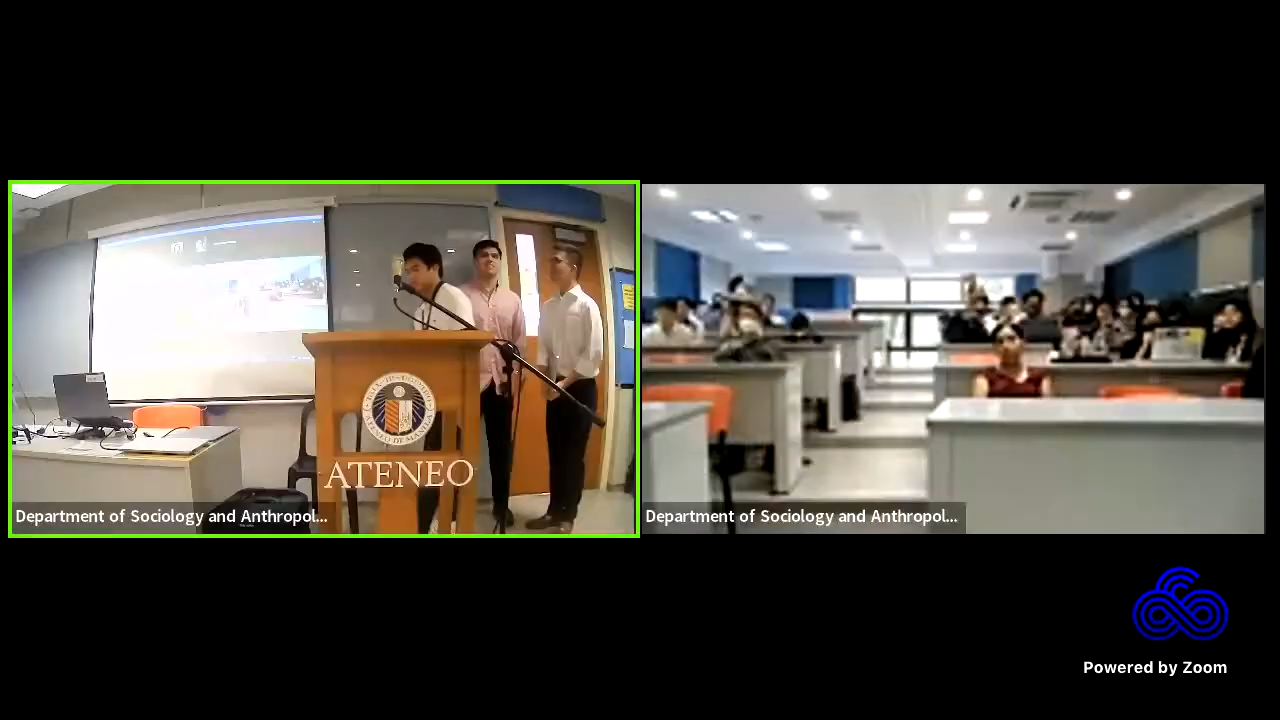 ATENEO
Department of Sociology and Anthropol...
Department of Sociology and Anthropol...
Powered by Zoom